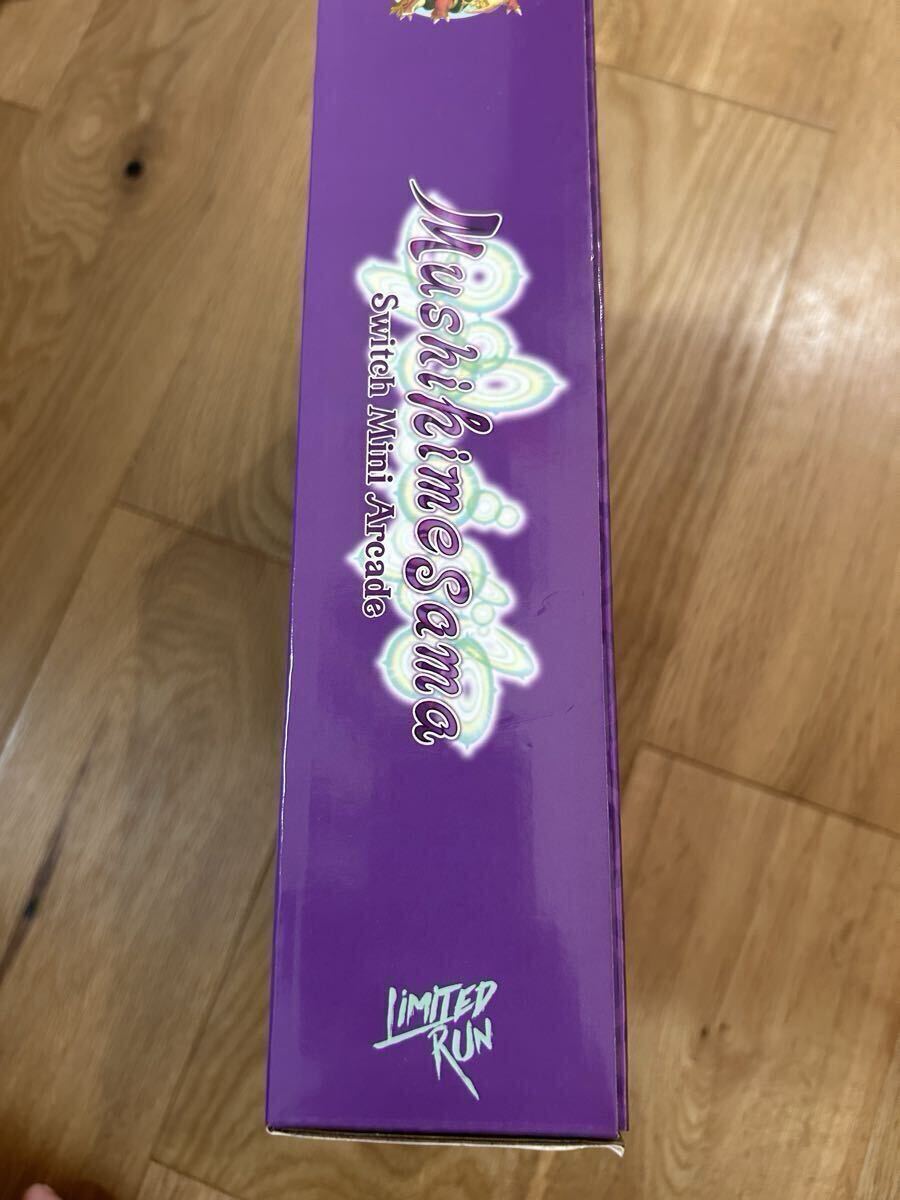 Mushihimesama
Switch Mini Arcade
LIMITED
RUN